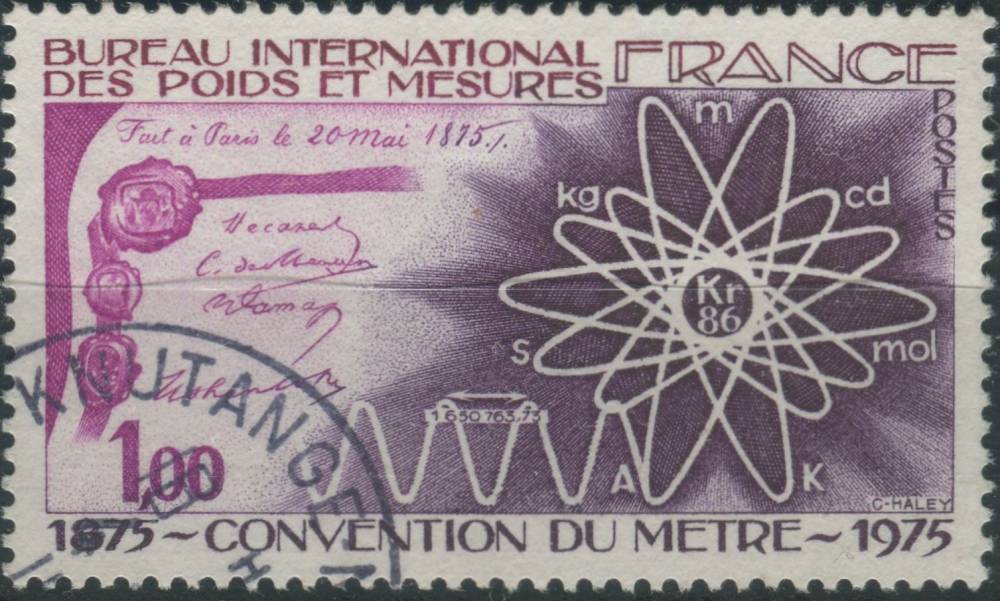 BUREAU INTERNATIONAL
DES POIDS ET MESURES
FRANCE
POSTES
Fait à Paris le 20 mai 1875
m
kg
cd
Kr
86
s
mol
1 650 763.73
A
K
KNUTANGE
1,00
C-HALEY
1875 ~ CONVENTION DU METRE ~ 1975